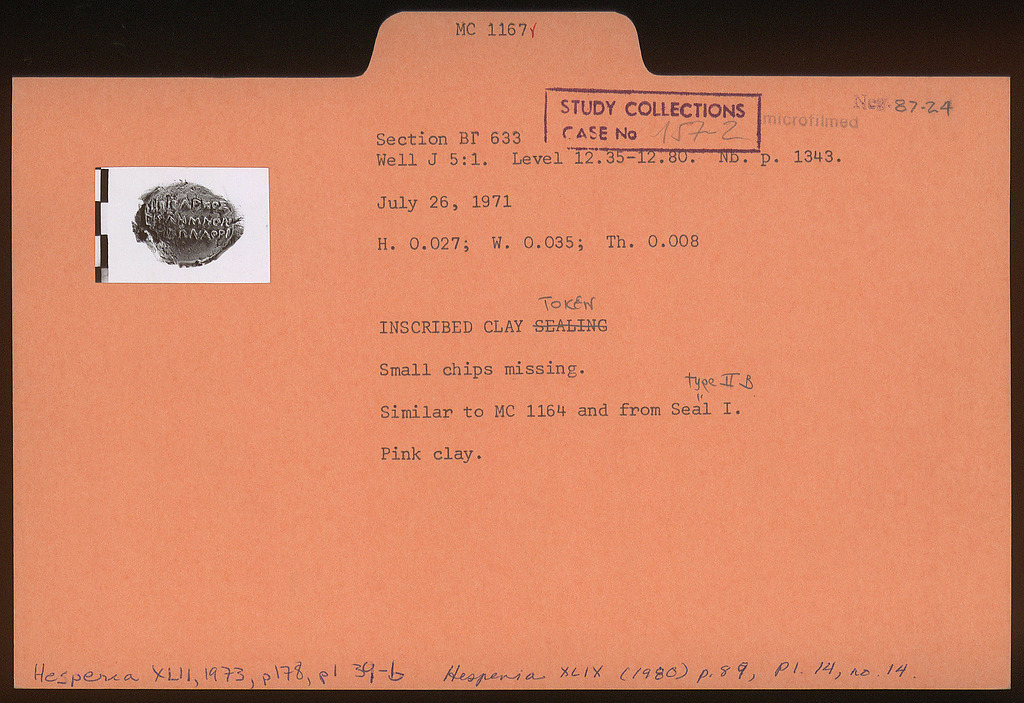 MC 1167
STUDY COLLECTIONS
CASE No 157-2
Neg. 87-24
microfilmed
Section ΒΓ 633
Well J 5:1. Level 12.35-12.80. Nb. p. 1343.
July 26, 1971
H. 0.027; W. 0.035; Th. 0.008
TOKEN
INSCRIBED CLAY SEALING
Small chips missing.
type II B
Similar to MC 1164 and from Seal I.
Pink clay.
Hesperia XLII, 1973, p178, pl 39-b Hesperia XLIX (1980) p.89, Pl. 14, no. 14.